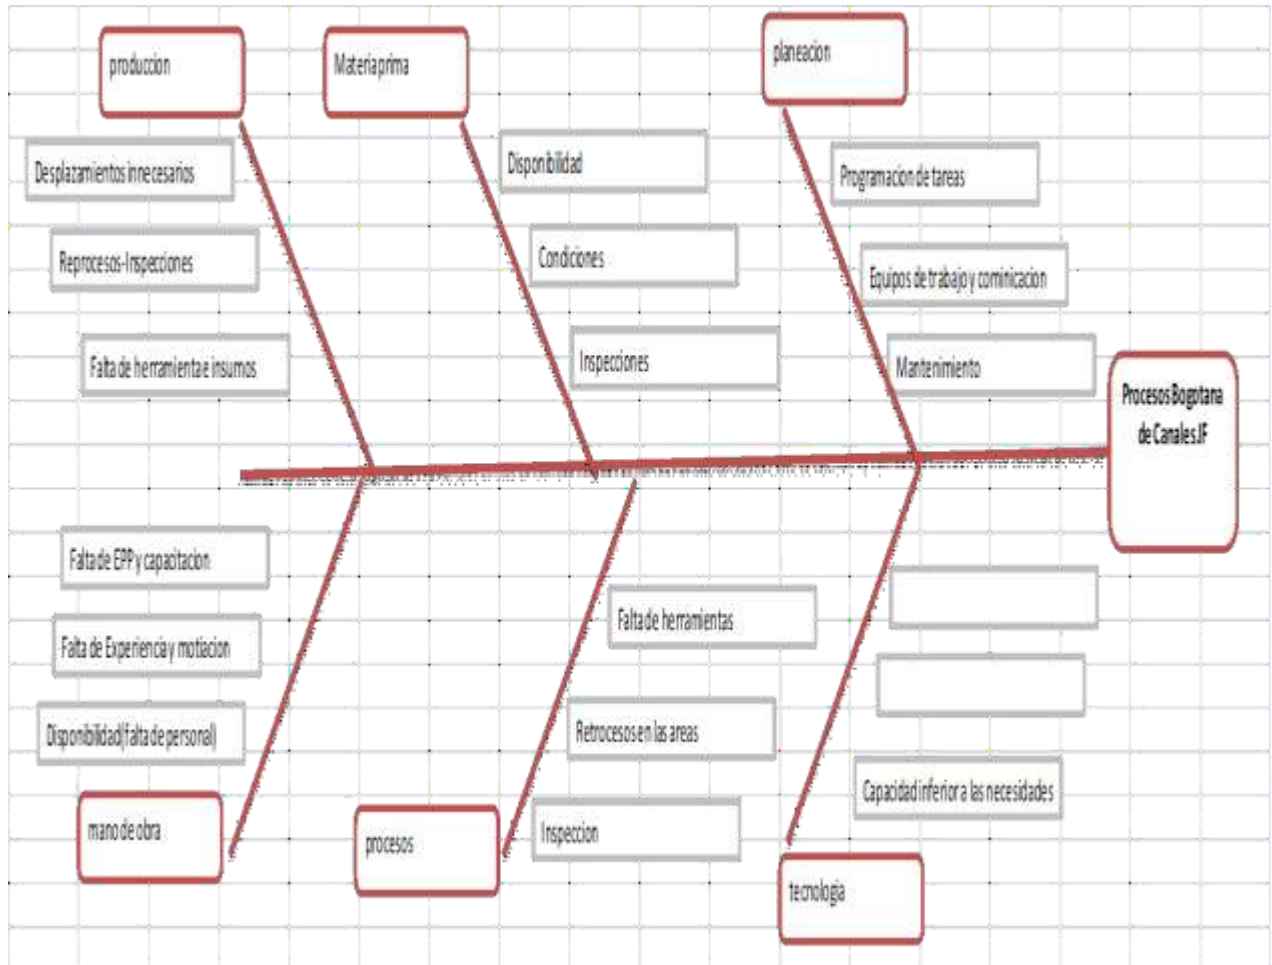 produccion
Materia prima
planeacion
Desplazamientos innecesarios
Disponibilidad
Programacion de tareas
Reprocesos-Inspecciones
Condiciones
Equipos de trabajo y cominicacion
Falta de herramienta e insumos
Inspecciones
Mantenimiento
Procesos Bogotana
de Canales JF
Falta de EPP y capacitacion
Falta de herramientas
Falta de Experiencia y motiacion
Retrocesos en las areas
Disponibilidad(falta de personal)
Capacidad inferior a las necesidades
mano de obra
procesos
Inspeccion
tecnologia